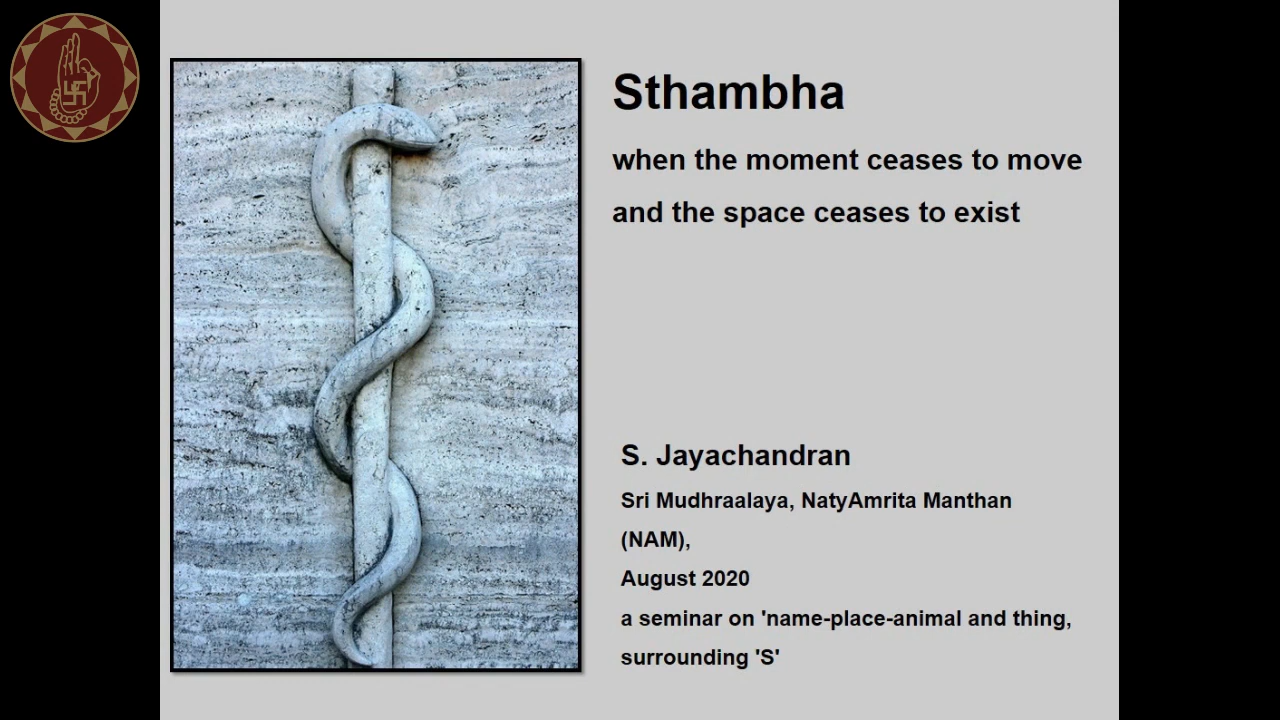 Sthambha
when the moment ceases to move
and the space ceases to exist
S. Jayachandran
Sri Mudhraalaya, NatyAmrita Manthan
(NAM),
August 2020
a seminar on 'name-place-animal and thing,
surrounding 'S'